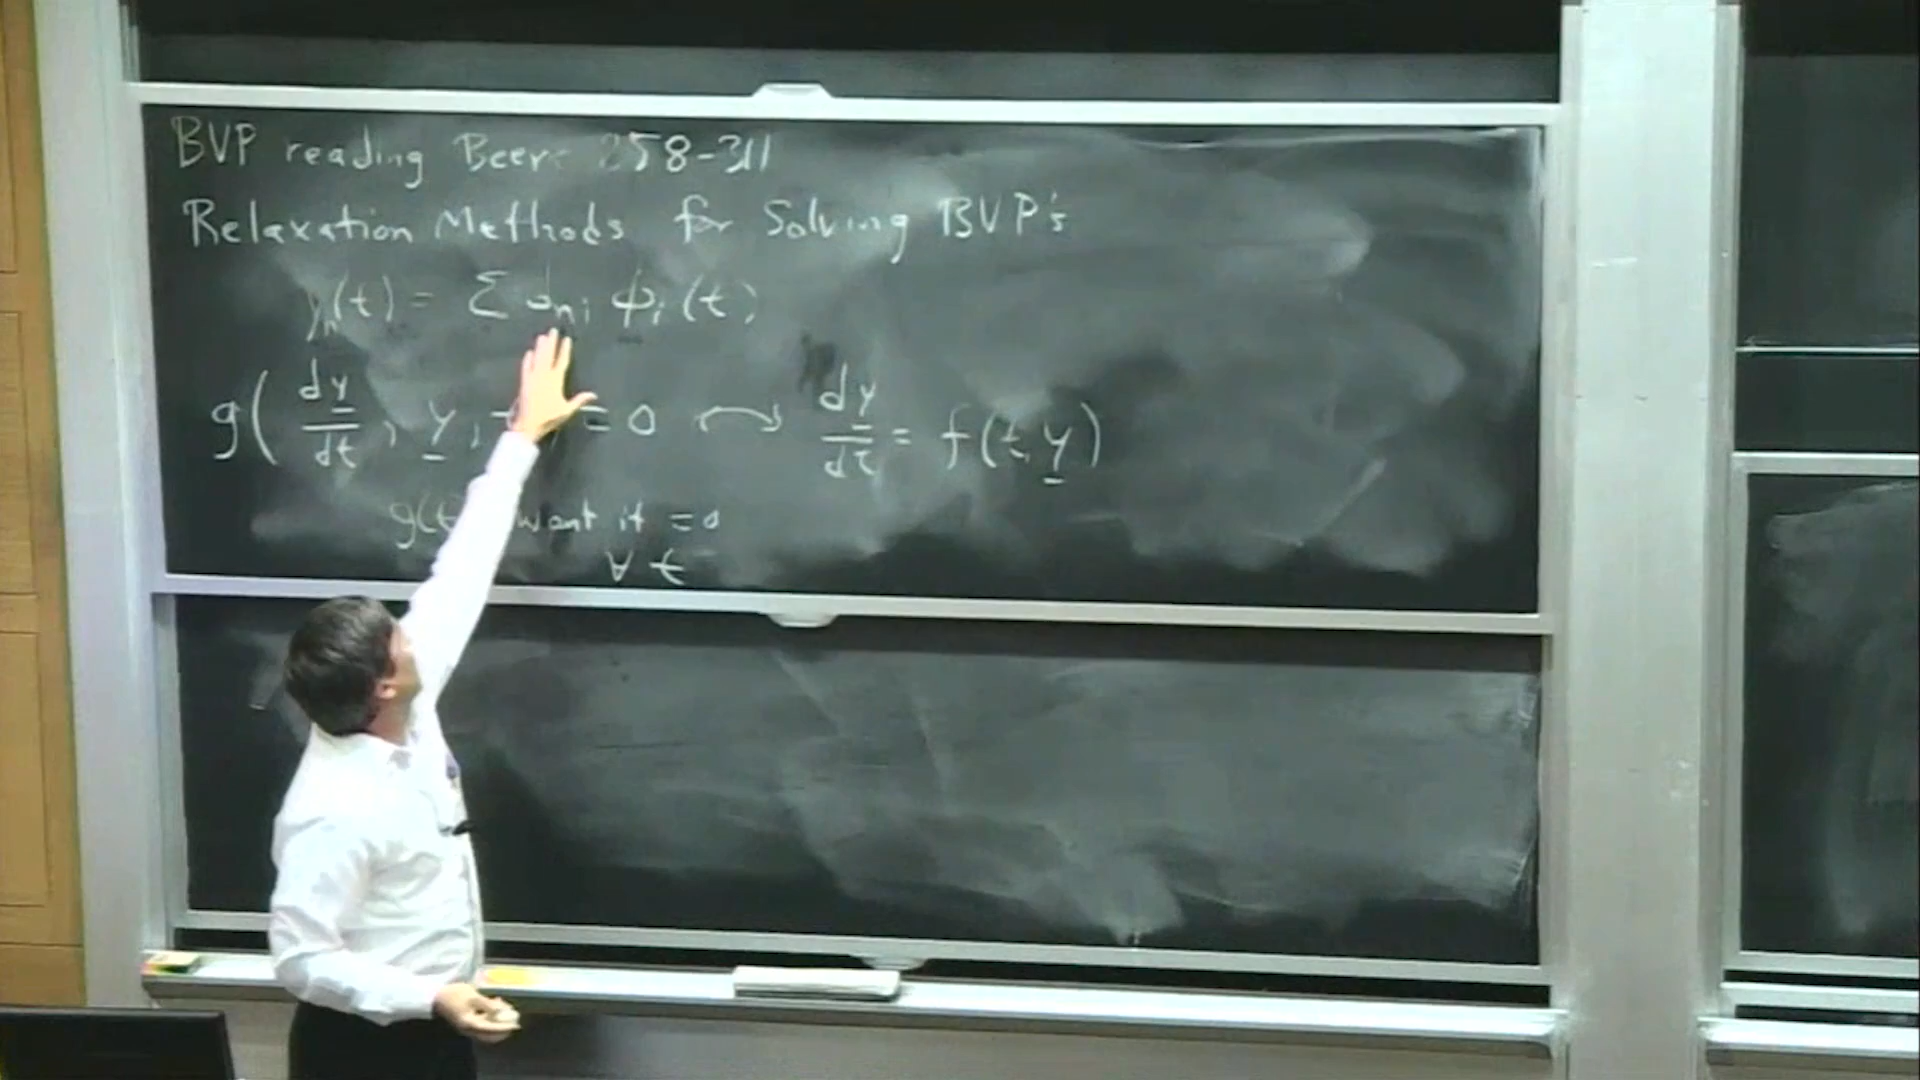 BVP reading Beers 258-311
Relaxation Methods for Solving BVP's
yₙ(t) = Σ dₙᵢ φᵢ(t)
g( dy/dt , y, = 0 ↔ dy/dt = f(t, y)
g(t) want it = 0
∀ t